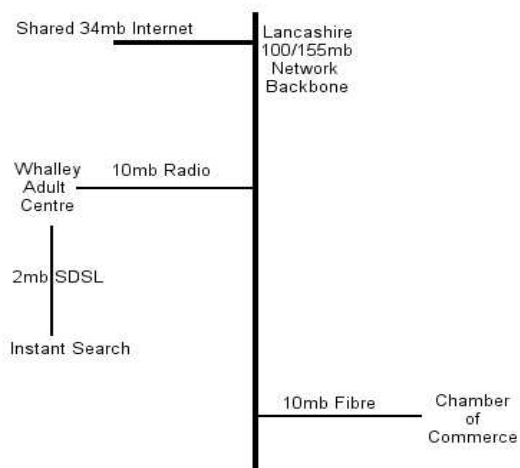 Shared 34mb Internet
Lancashire
100/155mb
Network
Backbone
Whalley
Adult
Centre
10mb Radio
2mb SDSL
Instant Search
10mb Fibre
Chamber
of
Commerce